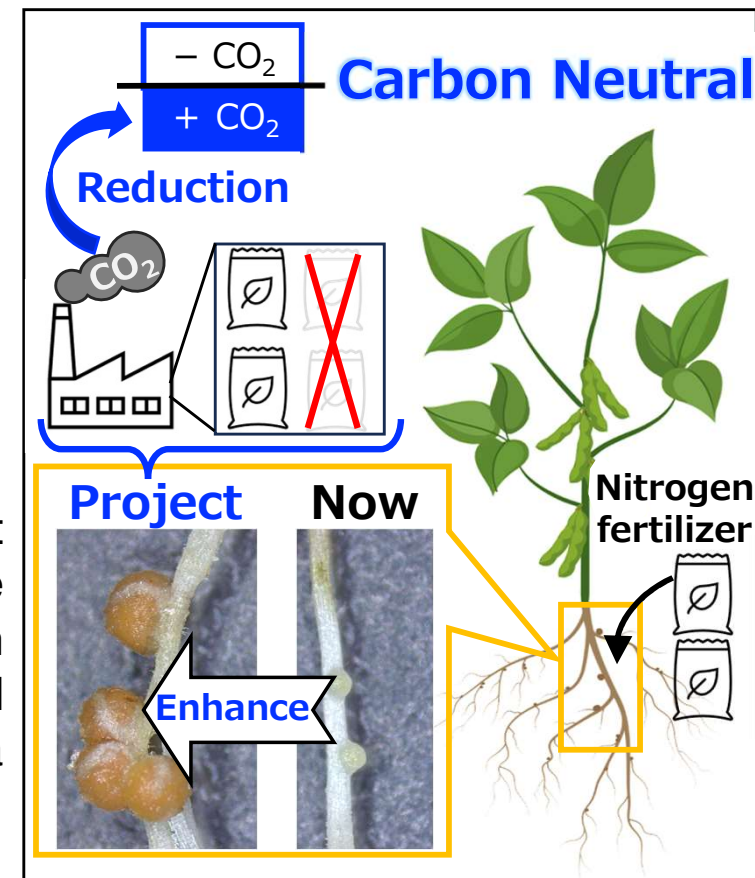 − CO₂
+ CO₂
Carbon Neutral
Reduction
CO₂
Project
Now
Nitrogen
fertilizer
Enhance